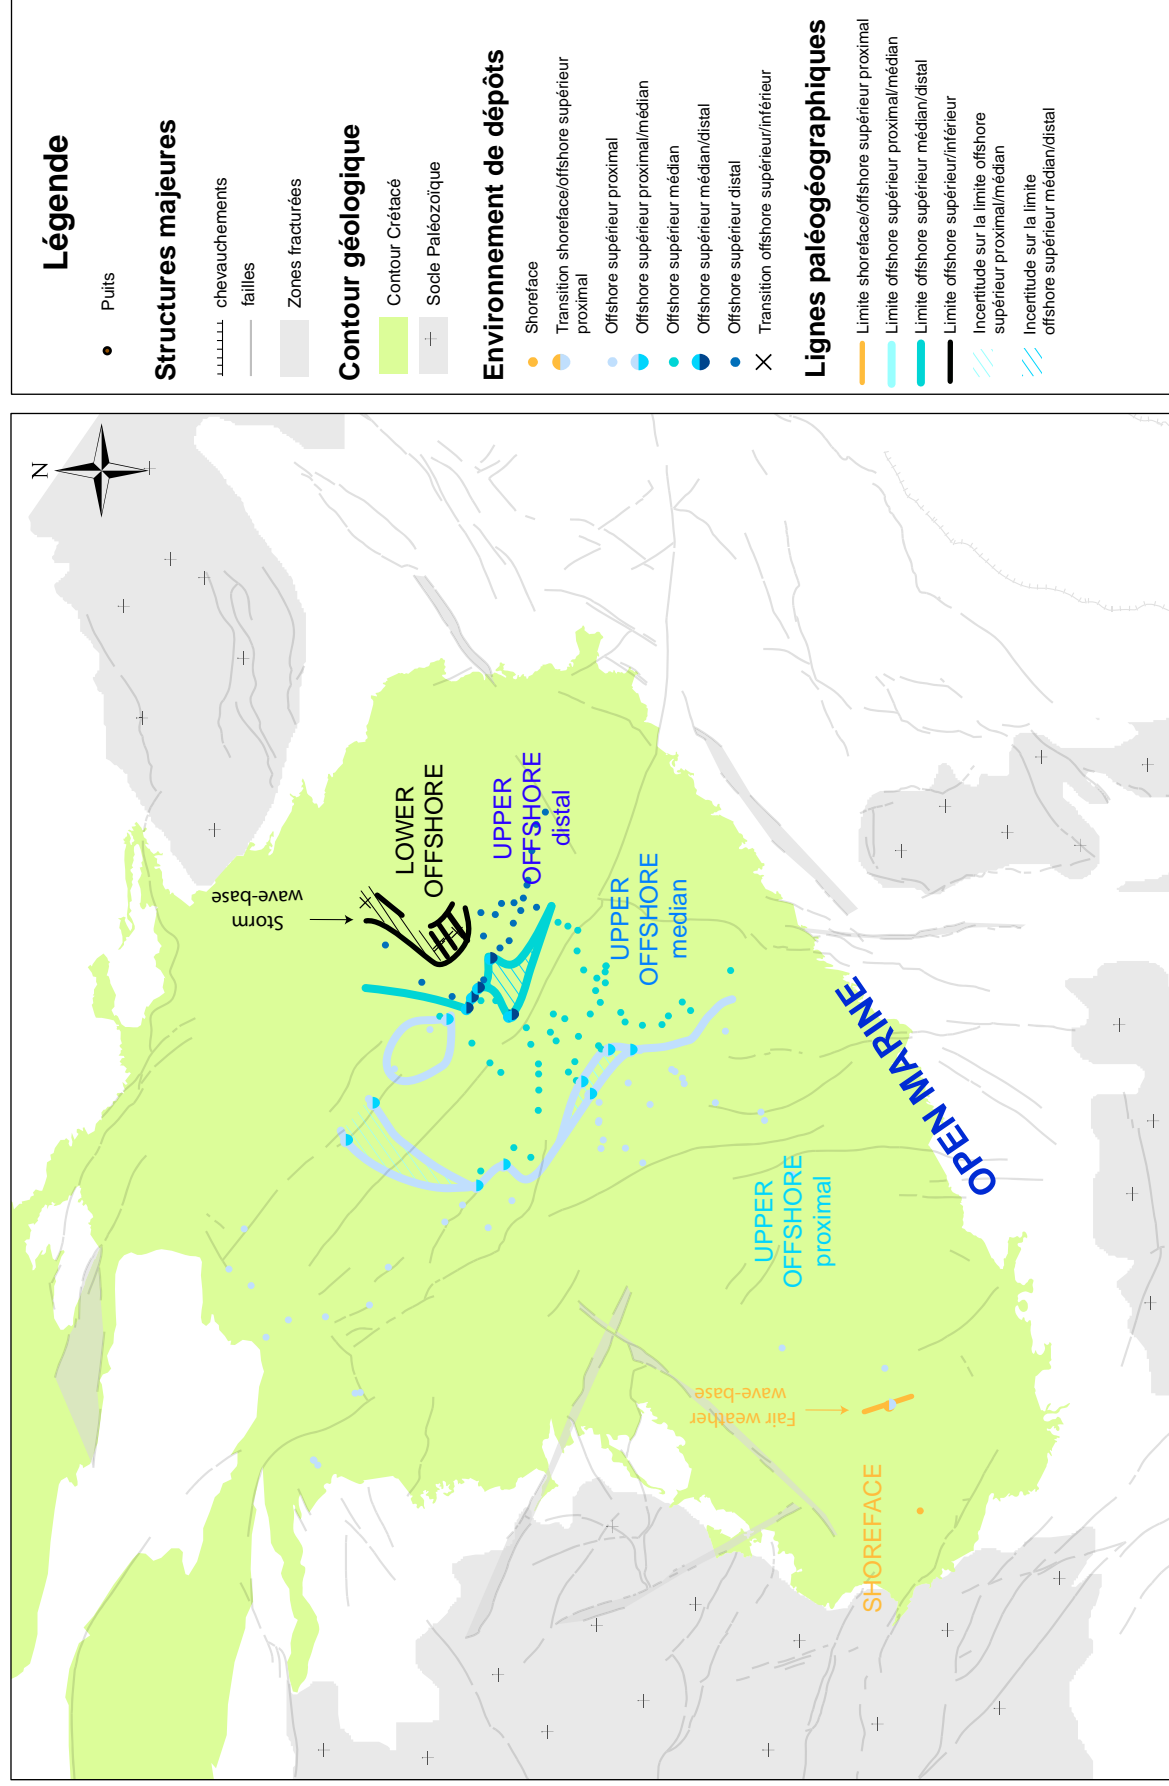 Légende
Puits
Structures majeures
chevauchements
failles
Zones fracturées
Contour géologique
Contour Crétacé
Socle Paléozoïque
Environnement de dépôts
Shoreface
Transition shoreface/offshore supérieur
proximal
Offshore supérieur proximal
Offshore supérieur proximal/médian
Offshore supérieur médian
Offshore supérieur médian/distal
Offshore supérieur distal
Transition offshore supérieur/inférieur
Lignes paléogéographiques
Limite shoreface/offshore supérieur proximal
Limite offshore supérieur proximal/médian
Limite offshore supérieur médian/distal
Limite offshore supérieur/inférieur
Incertitude sur la limite offshore
supérieur proximal/médian
Incertitude sur la limite
offshore supérieur médian/distal
N
Storm
wave-base
LOWER
OFFSHORE
UPPER
OFFSHORE
distal
UPPER
OFFSHORE
median
OPEN MARINE
UPPER
OFFSHORE
proximal
Fair weather
wave-base
SHOREFACE